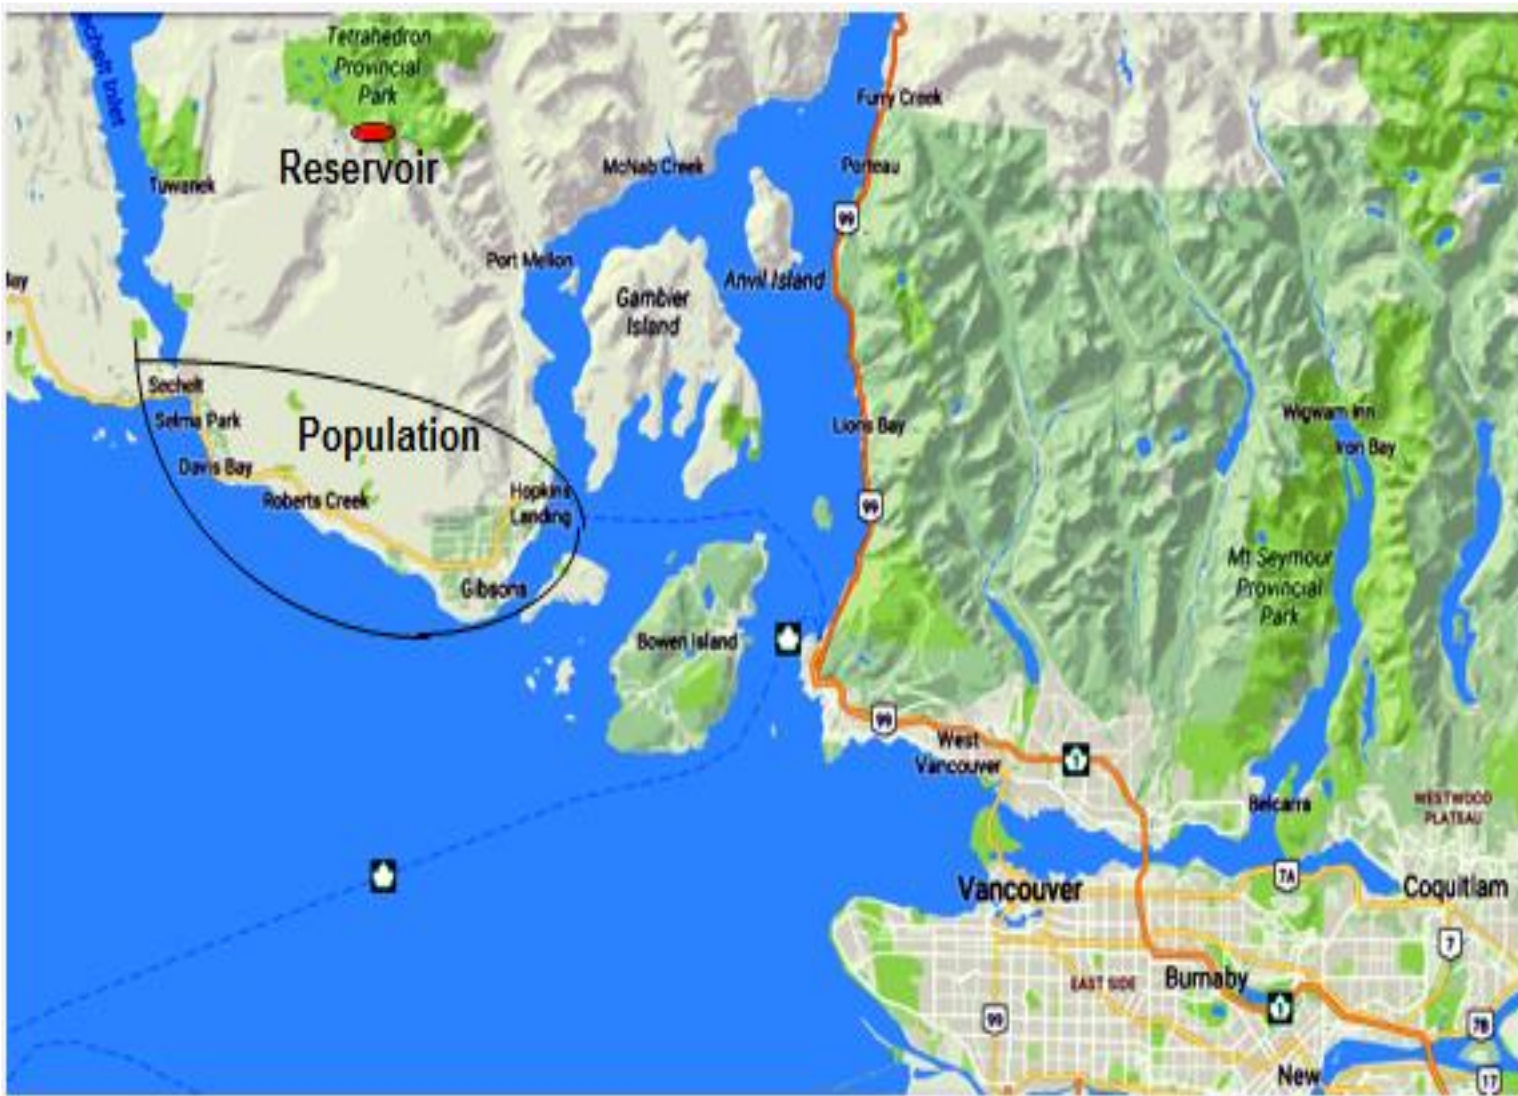 Tetrahedron
Provincial
Park
Furry Creek
Reservoir
McNab Creek
Porteau
Tuwanek
99
Port Mellon
Anvil Island
Gambier
Island
Sechelt
Selma Park
Population
Lions Bay
Wigwam Inn
Iron Bay
Davis Bay
Roberts Creek
Hopkins
Landing
99
Mt Seymour
Provincial
Park
Gibsons
Bowen Island
99
West
Vancouver
1
Belcarra
WESTWOOD
PLATEAU
7A
Vancouver
Coquitlam
7
EAST SIDE
Burnaby
1
99
7B
New
17